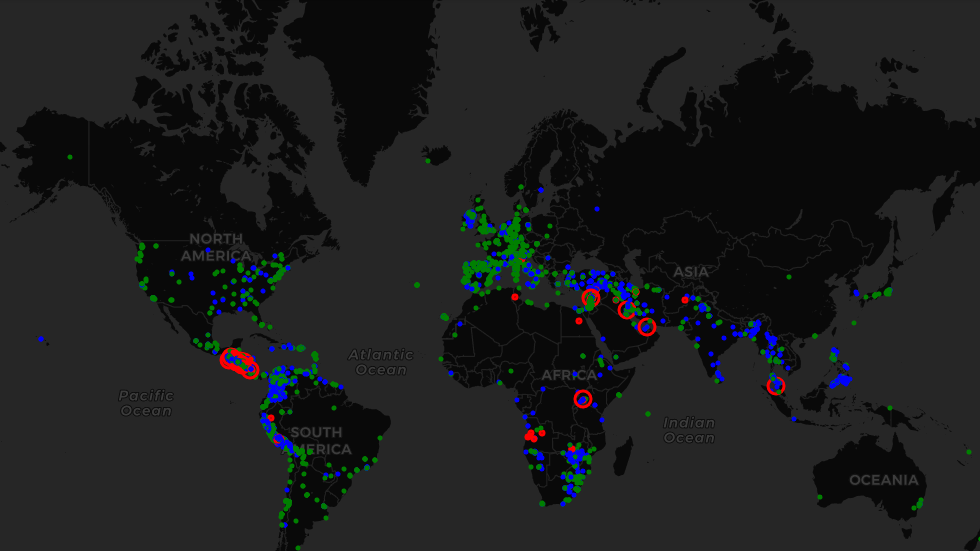 NORTH
AMERICA
ASIA
Atlantic
Ocean
AFRICA
Pacific
Ocean
Indian
Ocean
SOUTH
AMERICA
OCEANIA